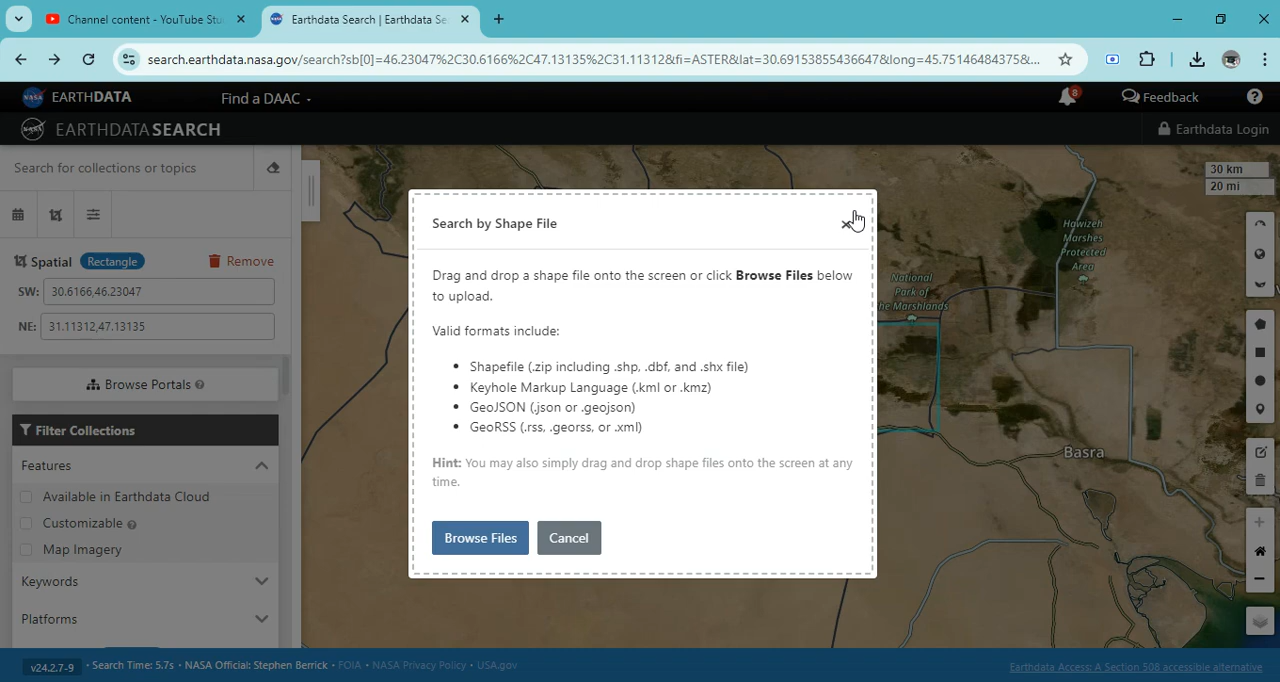 Channel content - YouTube Stu
Earthdata Search | Earthdata Se
search.earthdata.nasa.gov/search?sb[0]=46.23047%2C30.6166%2C47.13135%2C31.11312&fi=ASTER&lat=30.69153855436647&long=45.75146484375&...
EARTHDATA
Find a DAAC
8
Feedback
EARTHDATA SEARCH
Earthdata Login
Search for collections or topics
30 km
20 mi
Spatial Rectangle Remove
SW: 30.6166,46.23047
NE: 31.11312,47.13135
Browse Portals
Filter Collections
Features
Available in Earthdata Cloud
Customizable
Map Imagery
Keywords
Platforms
Search by Shape File
Drag and drop a shape file onto the screen or click Browse Files below
to upload.
Valid formats include:
• Shapefile (.zip including .shp, .dbf, and .shx file)
• Keyhole Markup Language (.kml or .kmz)
• GeoJSON (.json or .geojson)
• GeoRSS (.rss, .georss, or .xml)
Hint: You may also simply drag and drop shape files onto the screen at any
time.
Browse Files
Cancel
Hawizeh
Marshes
Protected
Area
National
Park of
he Marshlands
Basra
v24.2.7-9 • Search Time: 5.7s • NASA Official: Stephen Berrick • FOIA • NASA Privacy Policy • USA.gov
Earthdata Access: A Section 508 accessible alternative